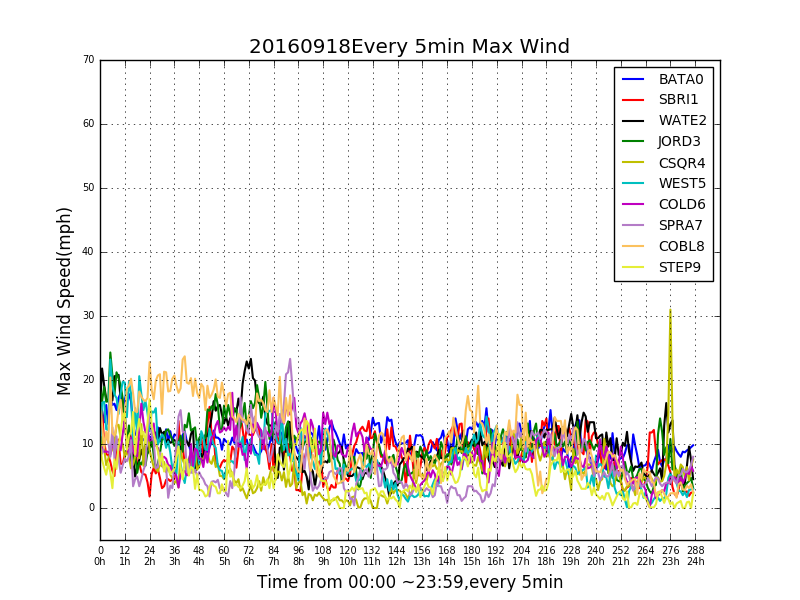 20160918Every 5min Max Wind
70
60
50
40
30
20
10
0
Max Wind Speed(mph)
BATA0
SBRI1
WATE2
JORD3
CSQR4
WEST5
COLD6
SPRA7
COBL8
STEP9
0 12 24 36 48 60 72 84 96 108 120 132 144 156 168 180 192 204 216 228 240 252 264 276 288
0h 1h 2h 3h 4h 5h 6h 7h 8h 9h 10h 11h 12h 13h 14h 15h 16h 17h 18h 19h 20h 21h 22h 23h 24h
Time from 00:00 ~23:59,every 5min